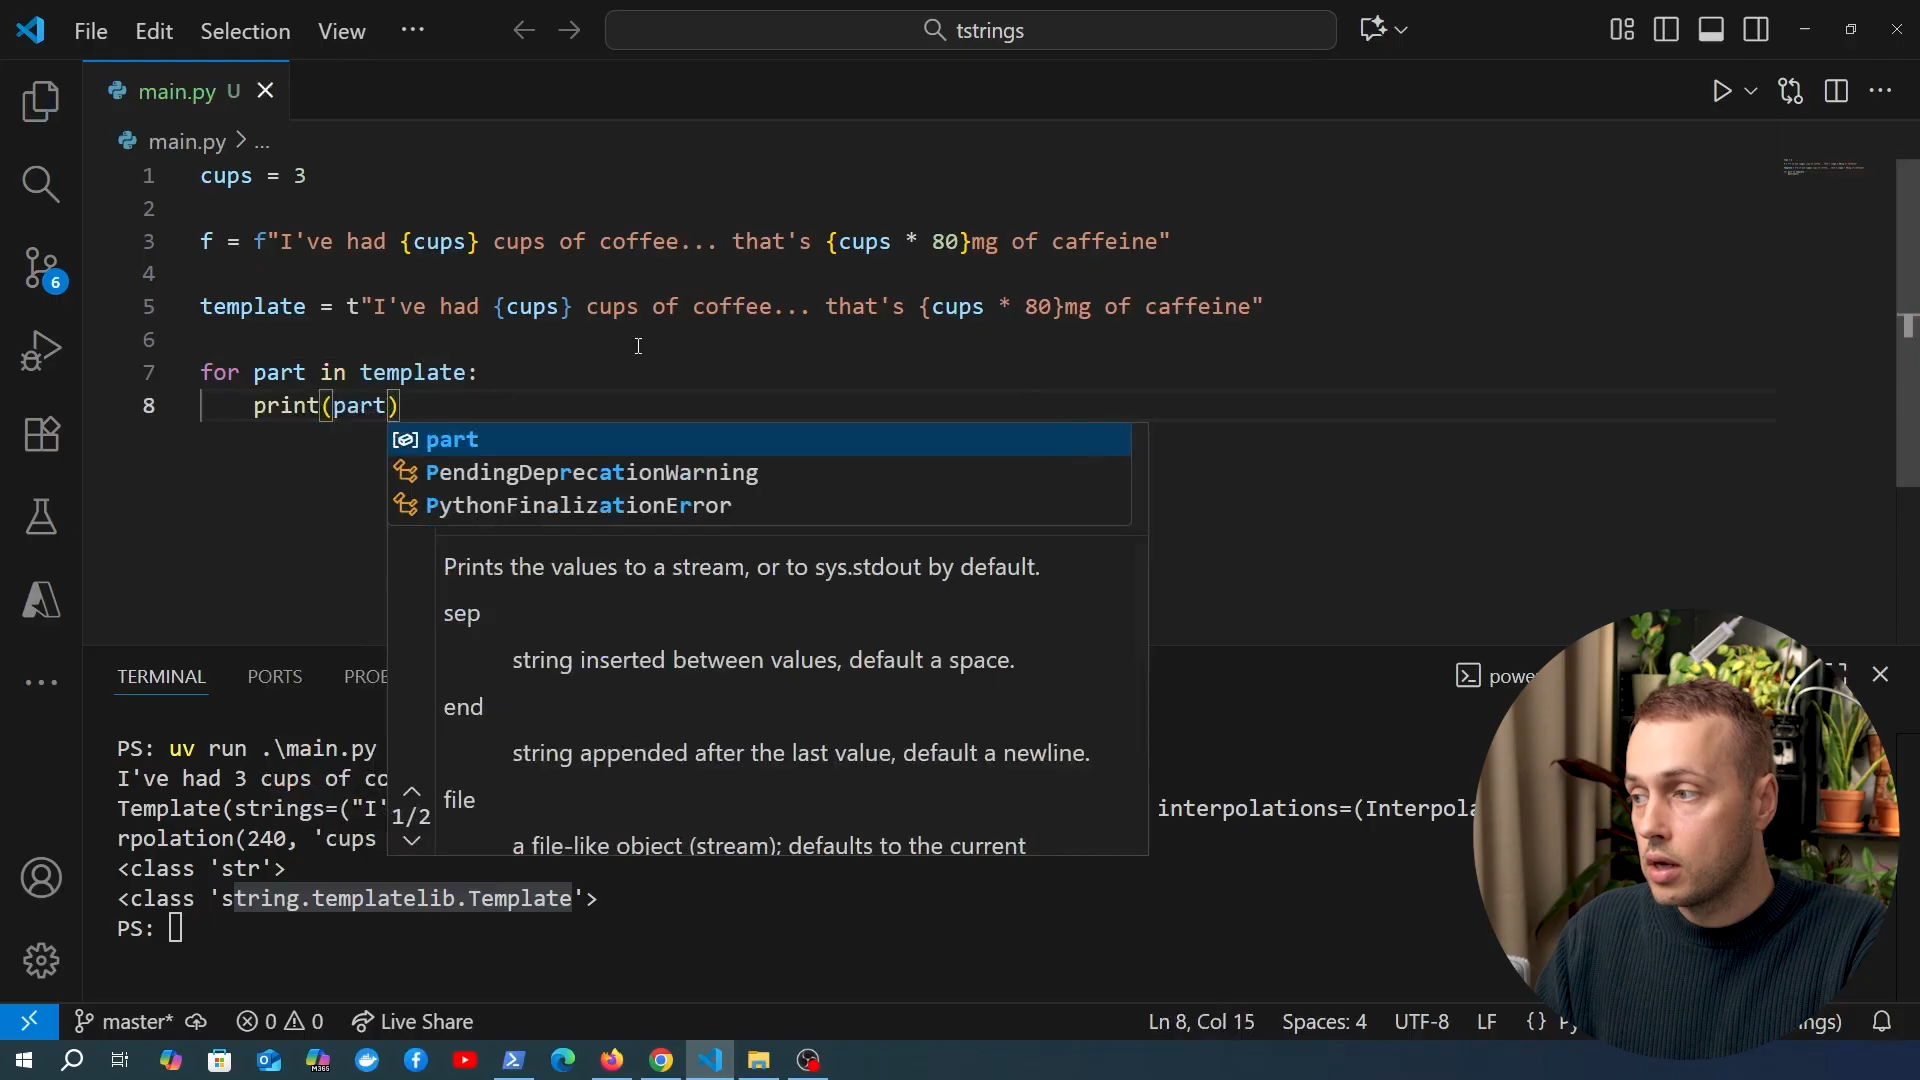 File Edit Selection View ... tstrings
main.py U
main.py > ...
1 cups = 3
2
3 f = f"I've had {cups} cups of coffee... that's {cups * 80}mg of caffeine"
4
5 template = t"I've had {cups} cups of coffee... that's {cups * 80}mg of caffeine"
6
7 for part in template:
8 print(part)
part
PendingDeprecationWarning
PythonFinalizationError
Prints the values to a stream, or to sys.stdout by default.
sep
string inserted between values, default a space.
end
string appended after the last value, default a newline.
file
a file-like object (stream); defaults to the current
1/2
TERMINAL PORTS PROB
powe
PS: uv run .\main.py
I've had 3 cups of co
Template(strings=("I' interpolations=(Interpola
rpolation(240, 'cups
<class 'str'>
<class 'string.templatelib.Template'>
PS:
6
master* 0 0 Live Share Ln 8, Col 15 Spaces: 4 UTF-8 LF {} Py ings)
M365